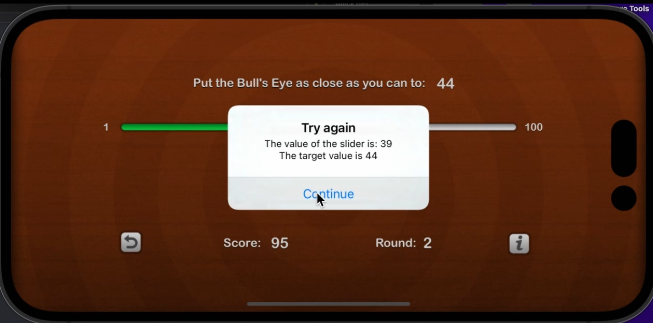 Tools
Put the Bull's Eye as close as you can to: 44
1 100
Try again
The value of the slider is: 39
The target value is 44
Continue
Score: 95 Round: 2
i